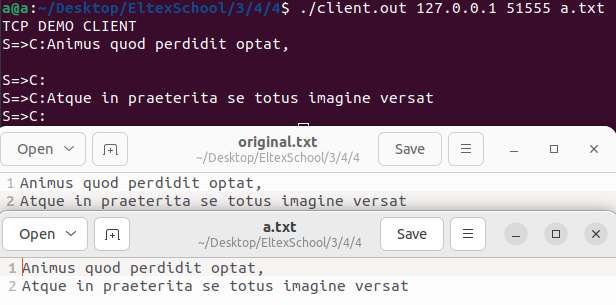 a@a:~/Desktop/EltexSchool/3/4/4$ ./client.out 127.0.0.1 51555 a.txt
TCP DEMO CLIENT
S=>C:Animus quod perdidit optat,
S=>C:
S=>C:Atque in praeterita se totus imagine versat
S=>C:
Open
original.txt
~/Desktop/EltexSchool/3/4/4
Save
1 Animus quod perdidit optat,
2 Atque in praeterita se totus imagine versat
Open
a.txt
~/Desktop/EltexSchool/3/4/4
Save
1 Animus quod perdidit optat,
2 Atque in praeterita se totus imagine versat